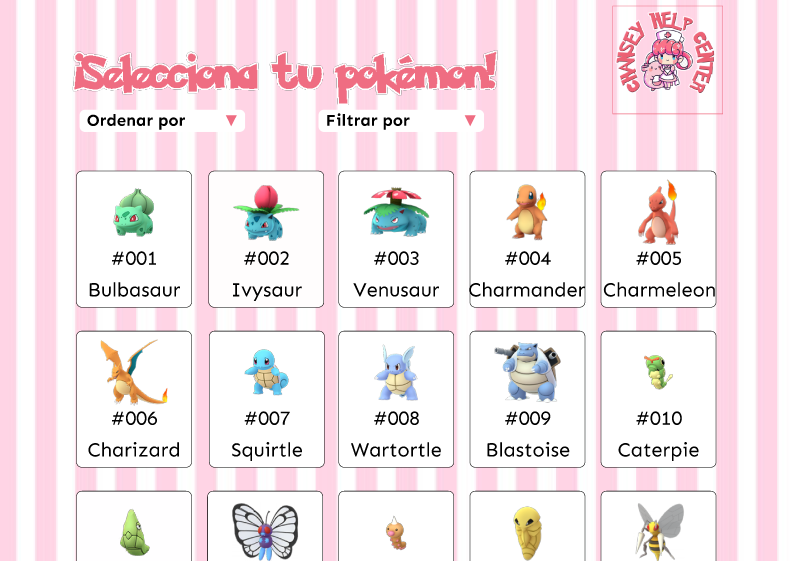 CHANSEY HELP CENTER
¡Selecciona tu pokémon!
Ordenar por
Filtrar por
#001
Bulbasaur
#002
Ivysaur
#003
Venusaur
#004
Charmander
#005
Charmeleon
#006
Charizard
#007
Squirtle
#008
Wartortle
#009
Blastoise
#010
Caterpie